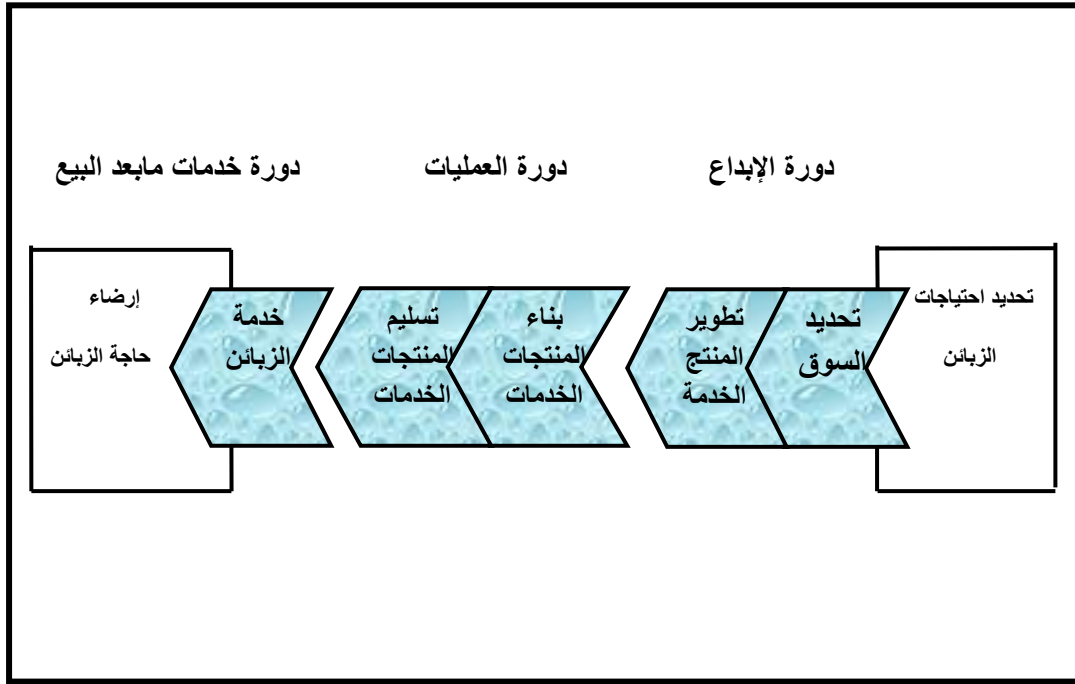 دورة الإبداع
دورة العمليات
دورة خدمات مابعد البيع
تحديد احتياجات
الزبائن
تحديد
السوق
تطوير
المنتج
الخدمة
بناء
المنتجات
الخدمات
تسليم
المنتجات
الخدمات
خدمة
الزبائن
إرضاء
حاجة الزبائن